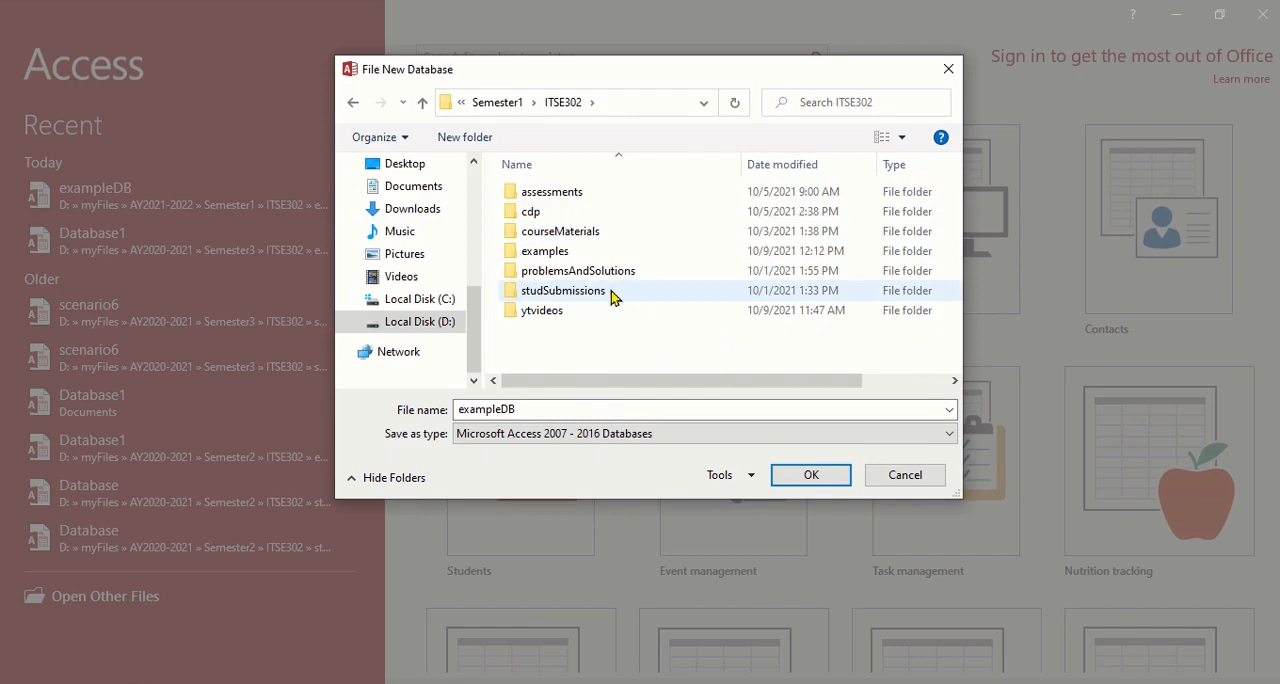 ?
Access
Sign in to get the most out of Office
Learn more
Recent
Today
exampleDB
D: » myFiles » AY2021-2022 » Semester1 » ITSE302 » e...
Database1
D: » myFiles » AY2020-2021 » Semester3 » ITSE302 » e...
Older
scenario6
D: » myFiles » AY2020-2021 » Semester3 » ITSE302 » s...
scenario6
D: » myFiles » AY2020-2021 » Semester3 » ITSE302 » s...
Database1
Documents
Database1
D: » myFiles » AY2020-2021 » Semester2 » ITSE302 » e...
Database
D: » myFiles » AY2020-2021 » Semester2 » ITSE302 » st...
Database
D: » myFiles » AY2020-2021 » Semester2 » ITSE302 » st...
Open Other Files
File New Database
« Semester1 › ITSE302 ›
Search ITSE302
Organize
New folder
?
Desktop
Documents
Downloads
Music
Pictures
Videos
Local Disk (C:)
Local Disk (D:)
Network
Name Date modified Type
assessments 10/5/2021 9:00 AM File folder
cdp 10/5/2021 2:38 PM File folder
courseMaterials 10/3/2021 1:38 PM File folder
examples 10/9/2021 12:12 PM File folder
problemsAndSolutions 10/1/2021 1:55 PM File folder
studSubmissions 10/1/2021 1:33 PM File folder
ytvideos 10/9/2021 11:47 AM File folder
File name: exampleDB
Save as type: Microsoft Access 2007 - 2016 Databases
Hide Folders
Tools
OK
Cancel
Contacts
Students
Event management
Task management
Nutrition tracking